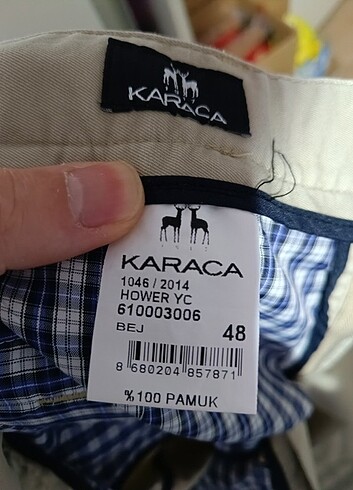 KARACA
KARACA
1046 / 2014
HOWER YC
610003006
BEJ
48
8 680204 857871
%100 PAMUK